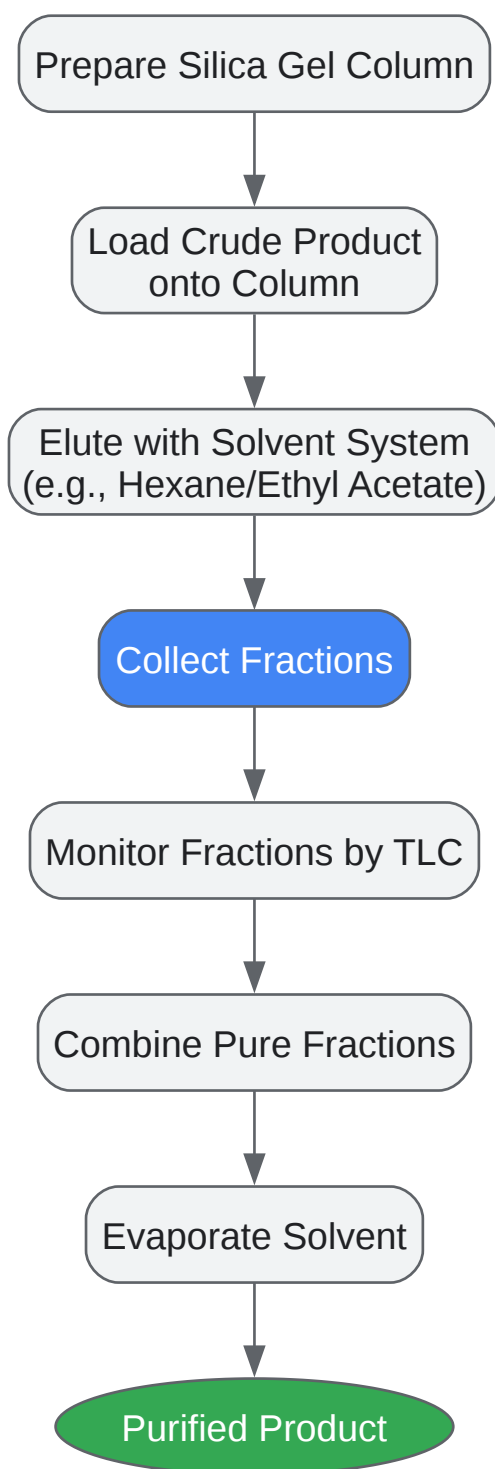 Prepare Silica Gel Column
Load Crude Product
onto Column
Elute with Solvent System
(e.g., Hexane/Ethyl Acetate)
Collect Fractions
Monitor Fractions by TLC
Combine Pure Fractions
Evaporate Solvent
Purified Product